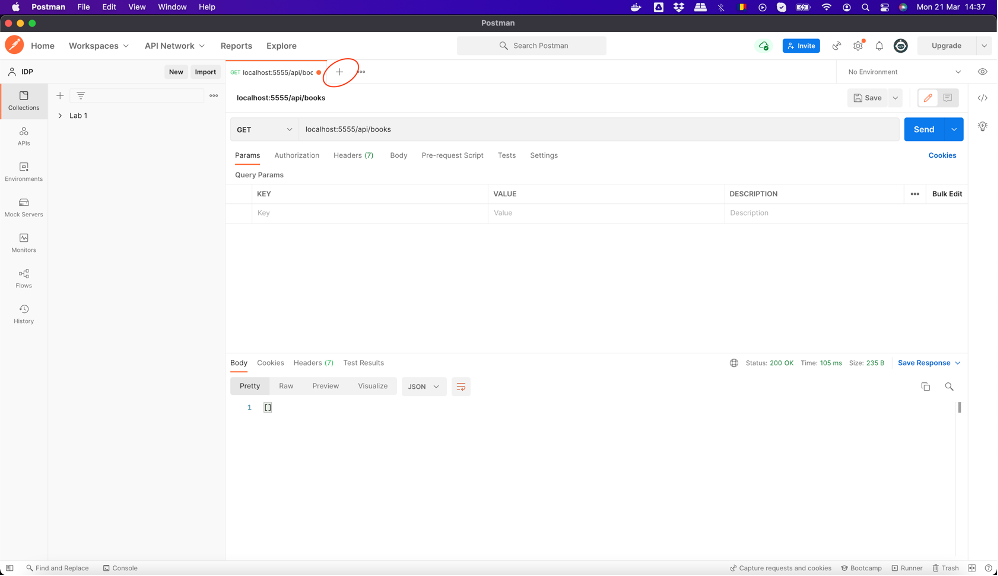 Postman File Edit View Window Help Mon 21 Mar 14:37
Postman
Home Workspaces API Network Reports Explore Search Postman Invite Upgrade
IDP New Import GET localhost:5555/api/boo + ••• No Environment
Collections
APIs
Environments
Mock Servers
Monitors
Flows
History
Lab 1
localhost:5555/api/books Save
GET localhost:5555/api/books Send
Params Authorization Headers (7) Body Pre-request Script Tests Settings Cookies
Query Params
KEY VALUE DESCRIPTION ••• Bulk Edit
Key Value Description
Body Cookies Headers (7) Test Results Status: 200 OK Time: 105 ms Size: 235 B Save Response
Pretty Raw Preview Visualize JSON
1 []
Find and Replace Console Capture requests and cookies Bootcamp Runner Trash